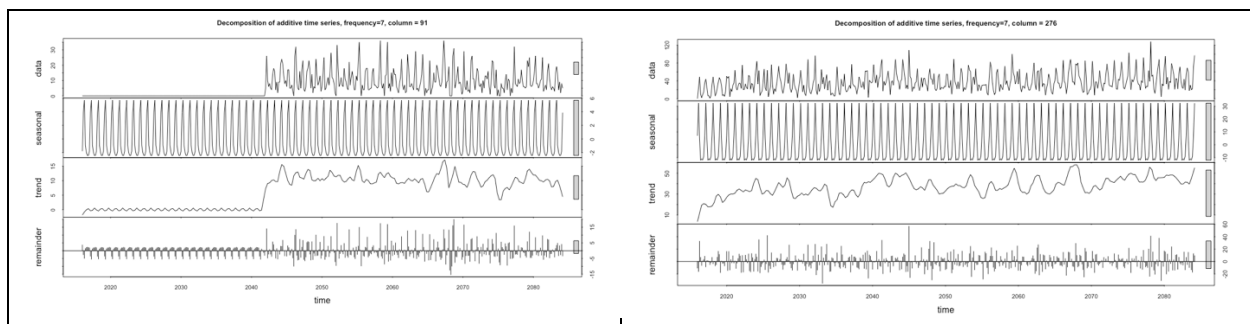 Decomposition of additive time series, frequency=7, column = 91
data
0 10 20 30
seasonal
-2 2 4 6
trend
0 5 10 15
remainder
-15 -5 5 15
2020 2030 2040 2050 2060 2070 2080
time
Decomposition of additive time series, frequency=7, column = 276
data
0 40 80
seasonal
-10 10 20 30
trend
10 30 50
remainder
-20 0 20 40 60
2020 2030 2040 2050 2060 2070 2080
time